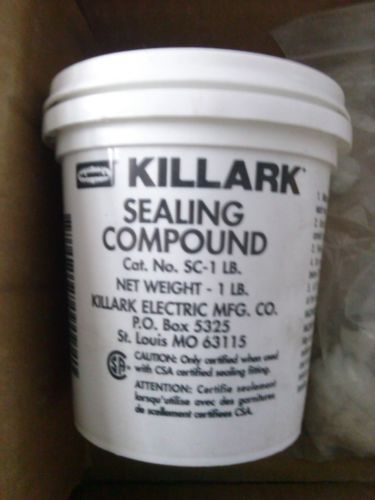 KILLARK
SEALING
COMPOUND
Cat. No. SC-1 LB.
NET WEIGHT - 1 LB.
KILLARK ELECTRIC MFG. CO.
P.O. Box 5325
St. Louis MO 63115
CAUTION: Only certified when used
with CSA certified sealing fitting.
ATTENTION: Certifie seulement
lorsqu'utilise avec des garnitures
de scellement certifiees CSA.